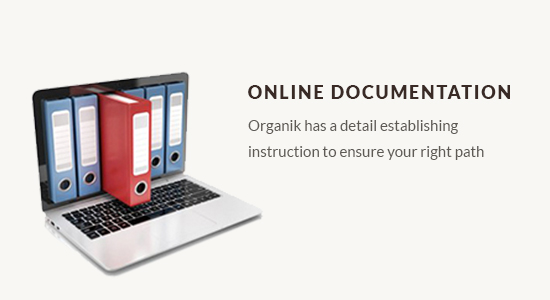 ONLINE DOCUMENTATION
Organik has a detail establishing
instruction to ensure your right path